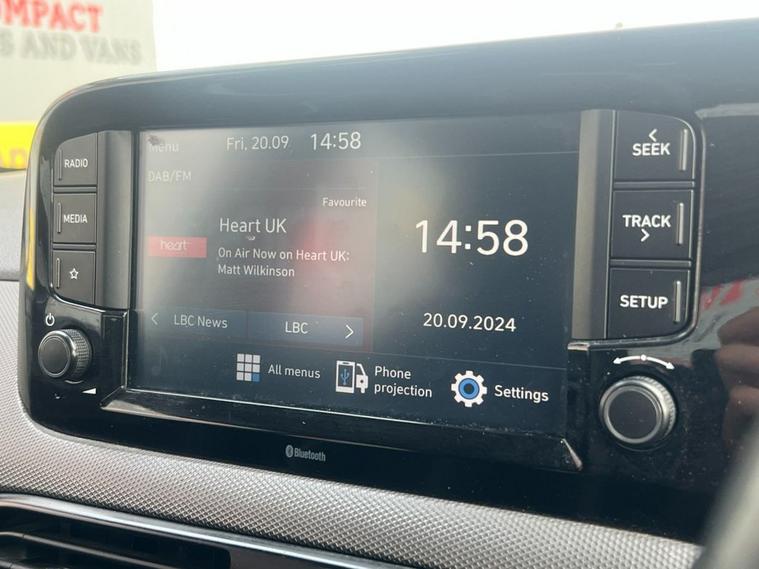 MPACT
S AND VANS
RADIO
MEDIA
Menu
Fri, 20.09
14:58
DAB/FM
Favourite
heart
Heart UK
On Air Now on Heart UK:
Matt Wilkinson
LBC News
LBC
14:58
20.09.2024
All menus
Phone
projection
Settings
SEEK
TRACK
SETUP
Bluetooth